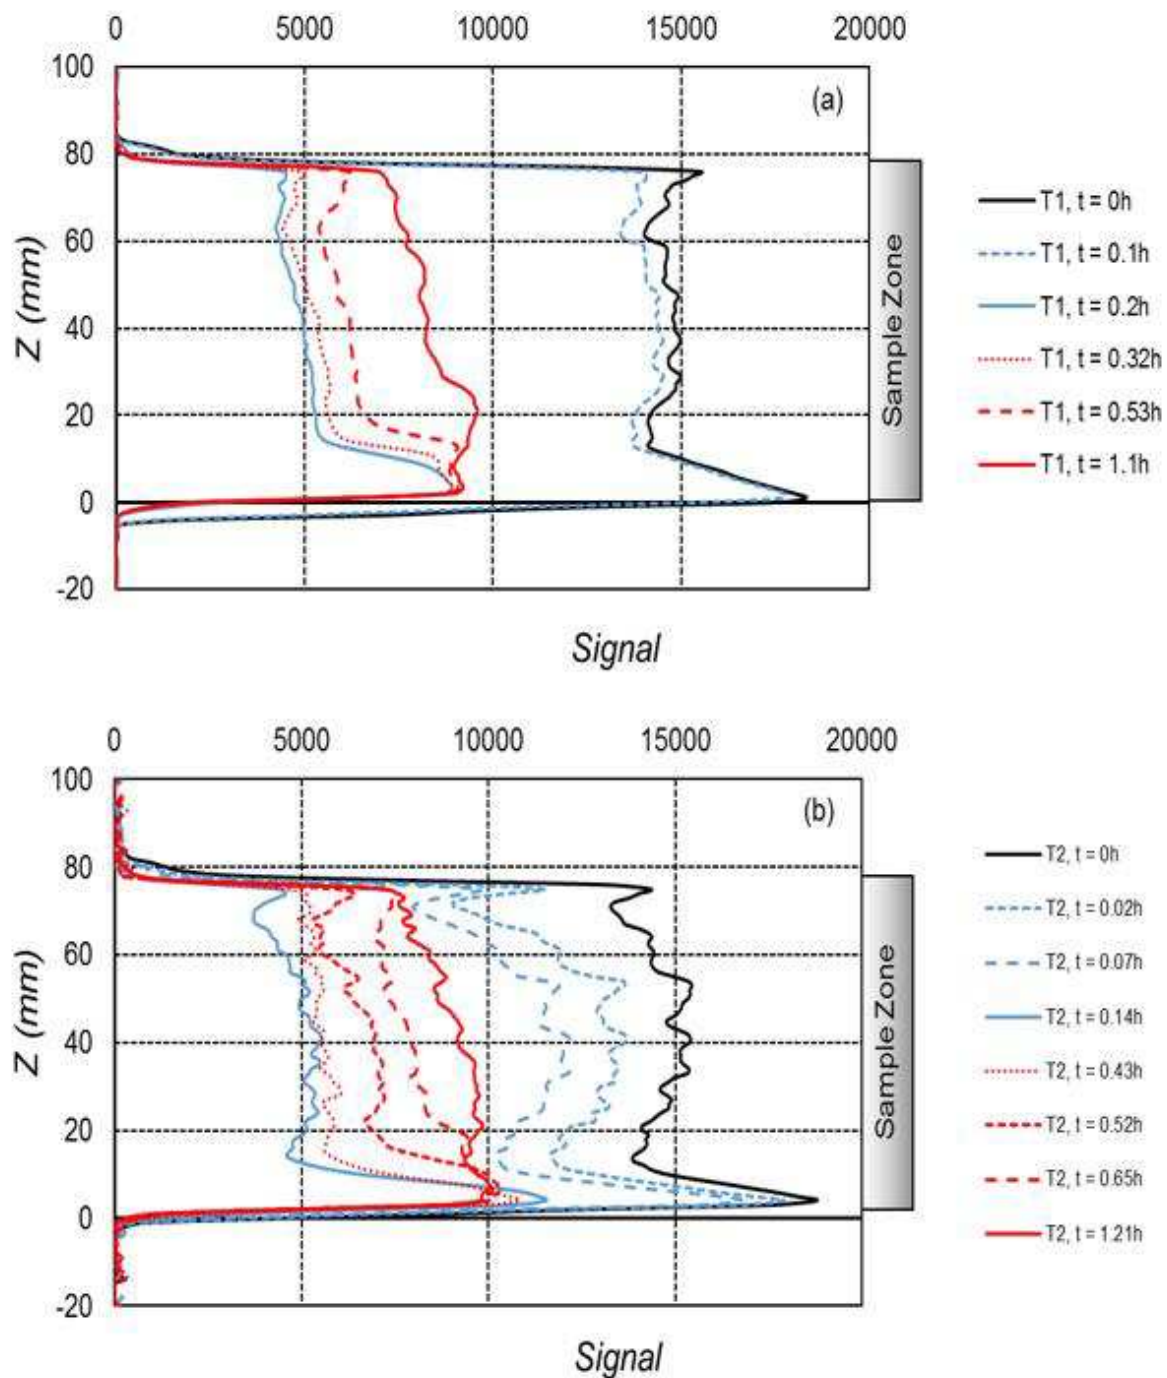 0 5000 10000 15000 20000
100
(a)
80
60
40
20
0
-20
Z (mm)
Sample Zone
T1, t = 0h
T1, t = 0.1h
T1, t = 0.2h
T1, t = 0.32h
T1, t = 0.53h
T1, t = 1.1h
Signal
0 5000 10000 15000 20000
100
(b)
80
60
40
20
0
-20
Z (mm)
Sample Zone
T2, t = 0h
T2, t = 0.02h
T2, t = 0.07h
T2, t = 0.14h
T2, t = 0.43h
T2, t = 0.52h
T2, t = 0.65h
T2, t = 1.21h
Signal